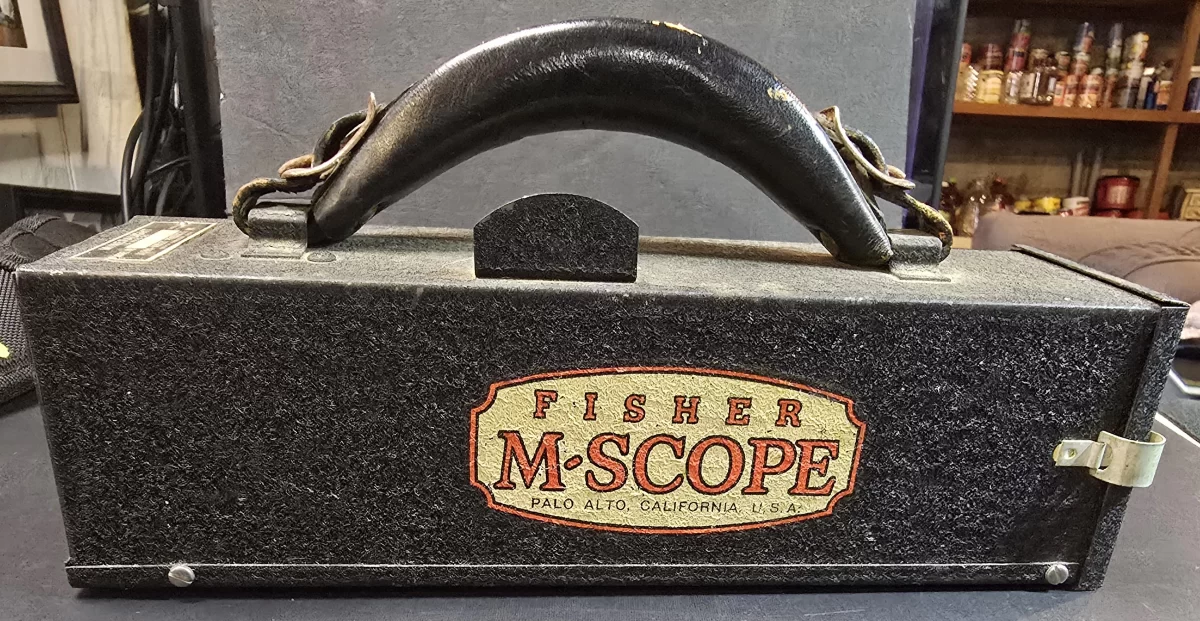 FISHER
M-SCOPE
PALO ALTO, CALIFORNIA, U.S.A.